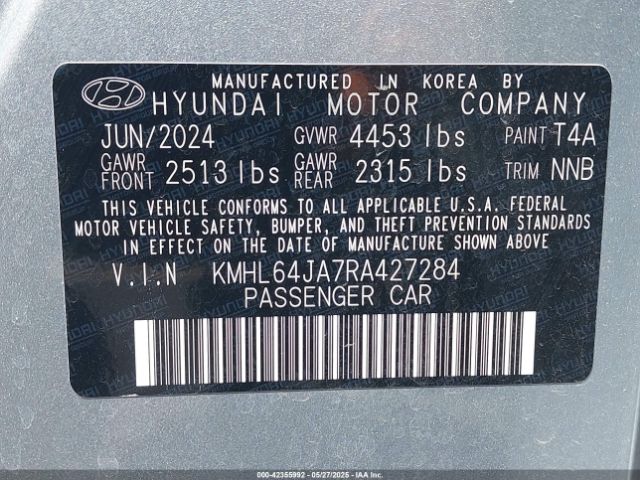 MANUFACTURED IN KOREA BY
HYUNDAI MOTOR COMPANY
JUN/2024 GVWR 4453 lbs PAINT T4A
GAWR FRONT 2513 lbs GAWR REAR 2315 lbs TRIM NNB
THIS VEHICLE CONFORMS TO ALL APPLICABLE U.S.A. FEDERAL
MOTOR VEHICLE SAFETY, BUMPER, AND THEFT PREVENTION STANDARDS
IN EFFECT ON THE DATE OF MANUFACTURE SHOWN ABOVE
V.I.N KMHL64JA7RA427284
PASSENGER CAR
000-42355992 - 05/27/2025 - IAAI.COM